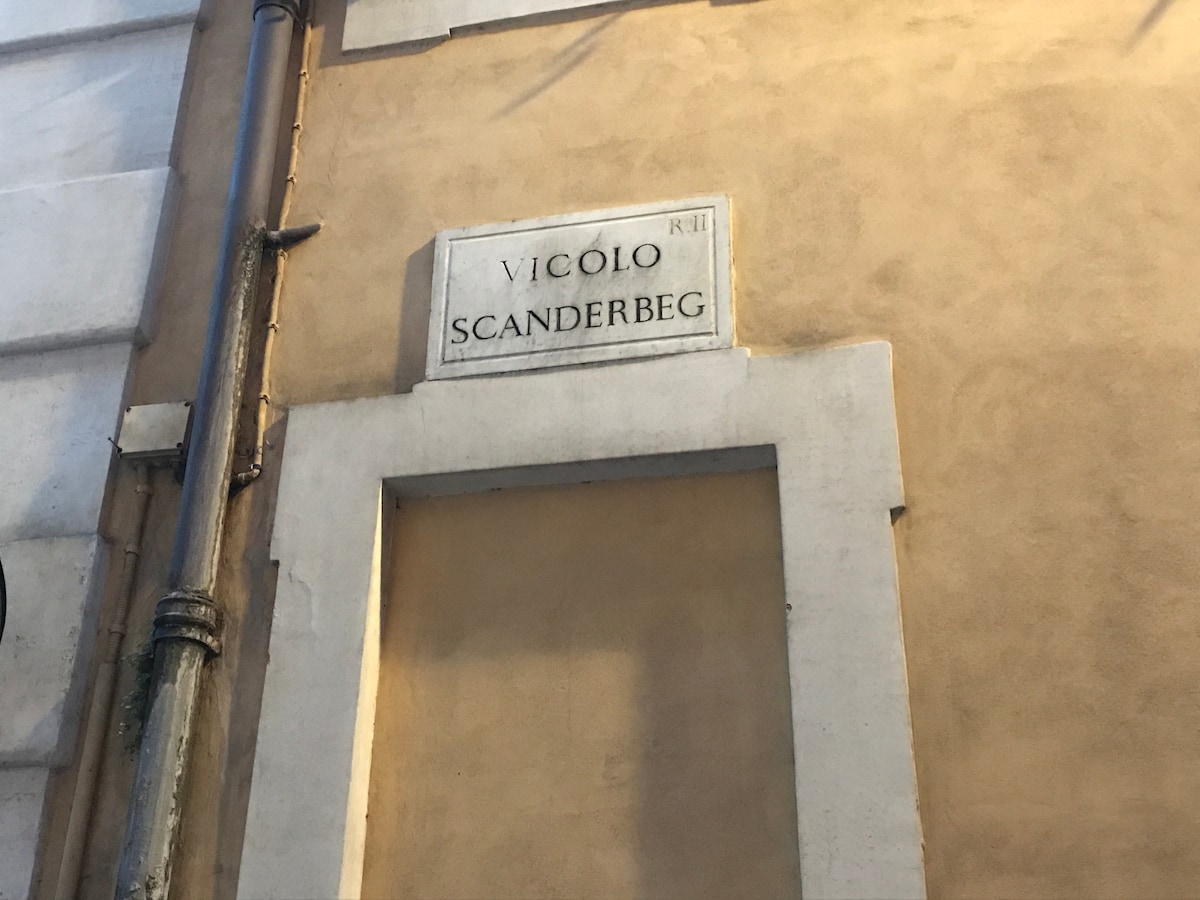 R. II
VICOLO
SCANDERBEG